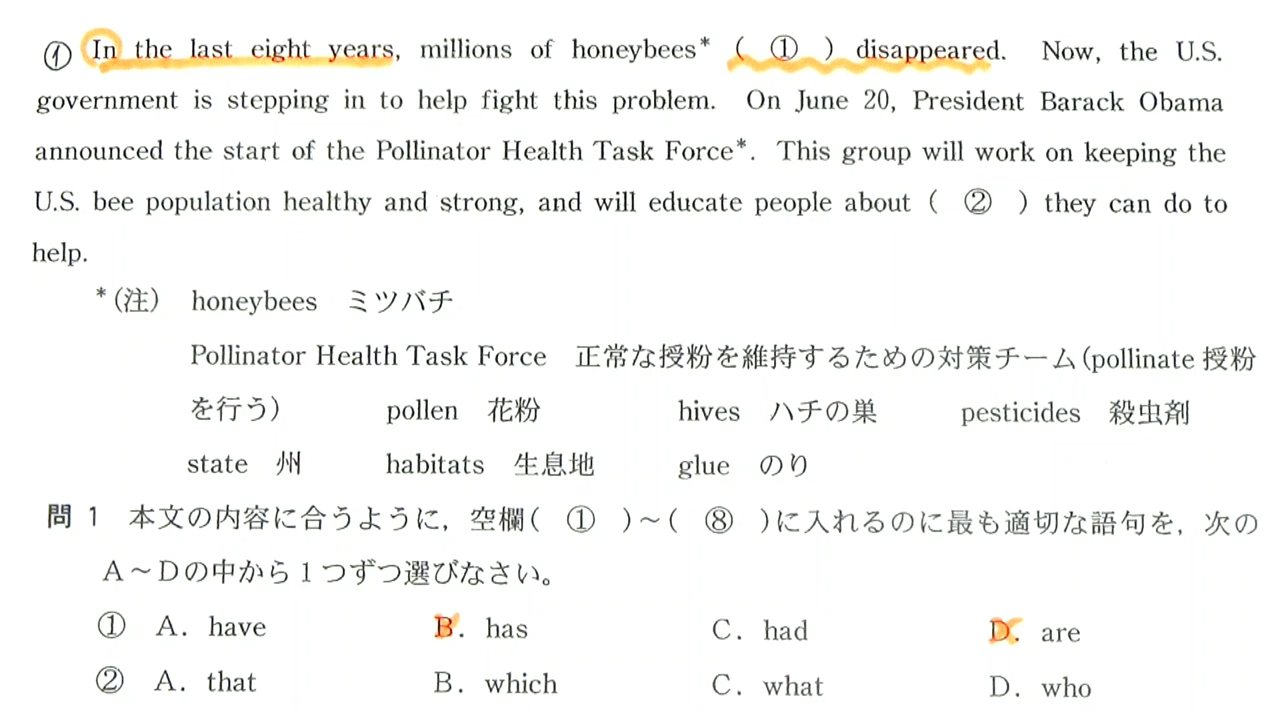 ① In the last eight years, millions of honeybees* ( ① ) disappeared. Now, the U.S.
government is stepping in to help fight this problem. On June 20, President Barack Obama
announced the start of the Pollinator Health Task Force*. This group will work on keeping the
U.S. bee population healthy and strong, and will educate people about ( ② ) they can do to
help.
*(注) honeybees ミツバチ
Pollinator Health Task Force 正常な授粉を維持するための対策チーム(pollinate 授粉
を行う) pollen 花粉 hives ハチの巣 pesticides 殺虫剤
state 州 habitats 生息地 glue のり
問1 本文の内容に合うように,空欄( ① )~( ⑧ )に入れるのに最も適切な語句を,次の
A~Dの中から1つずつ選びなさい。
① A. have B. has C. had D. are
② A. that B. which C. what D. who